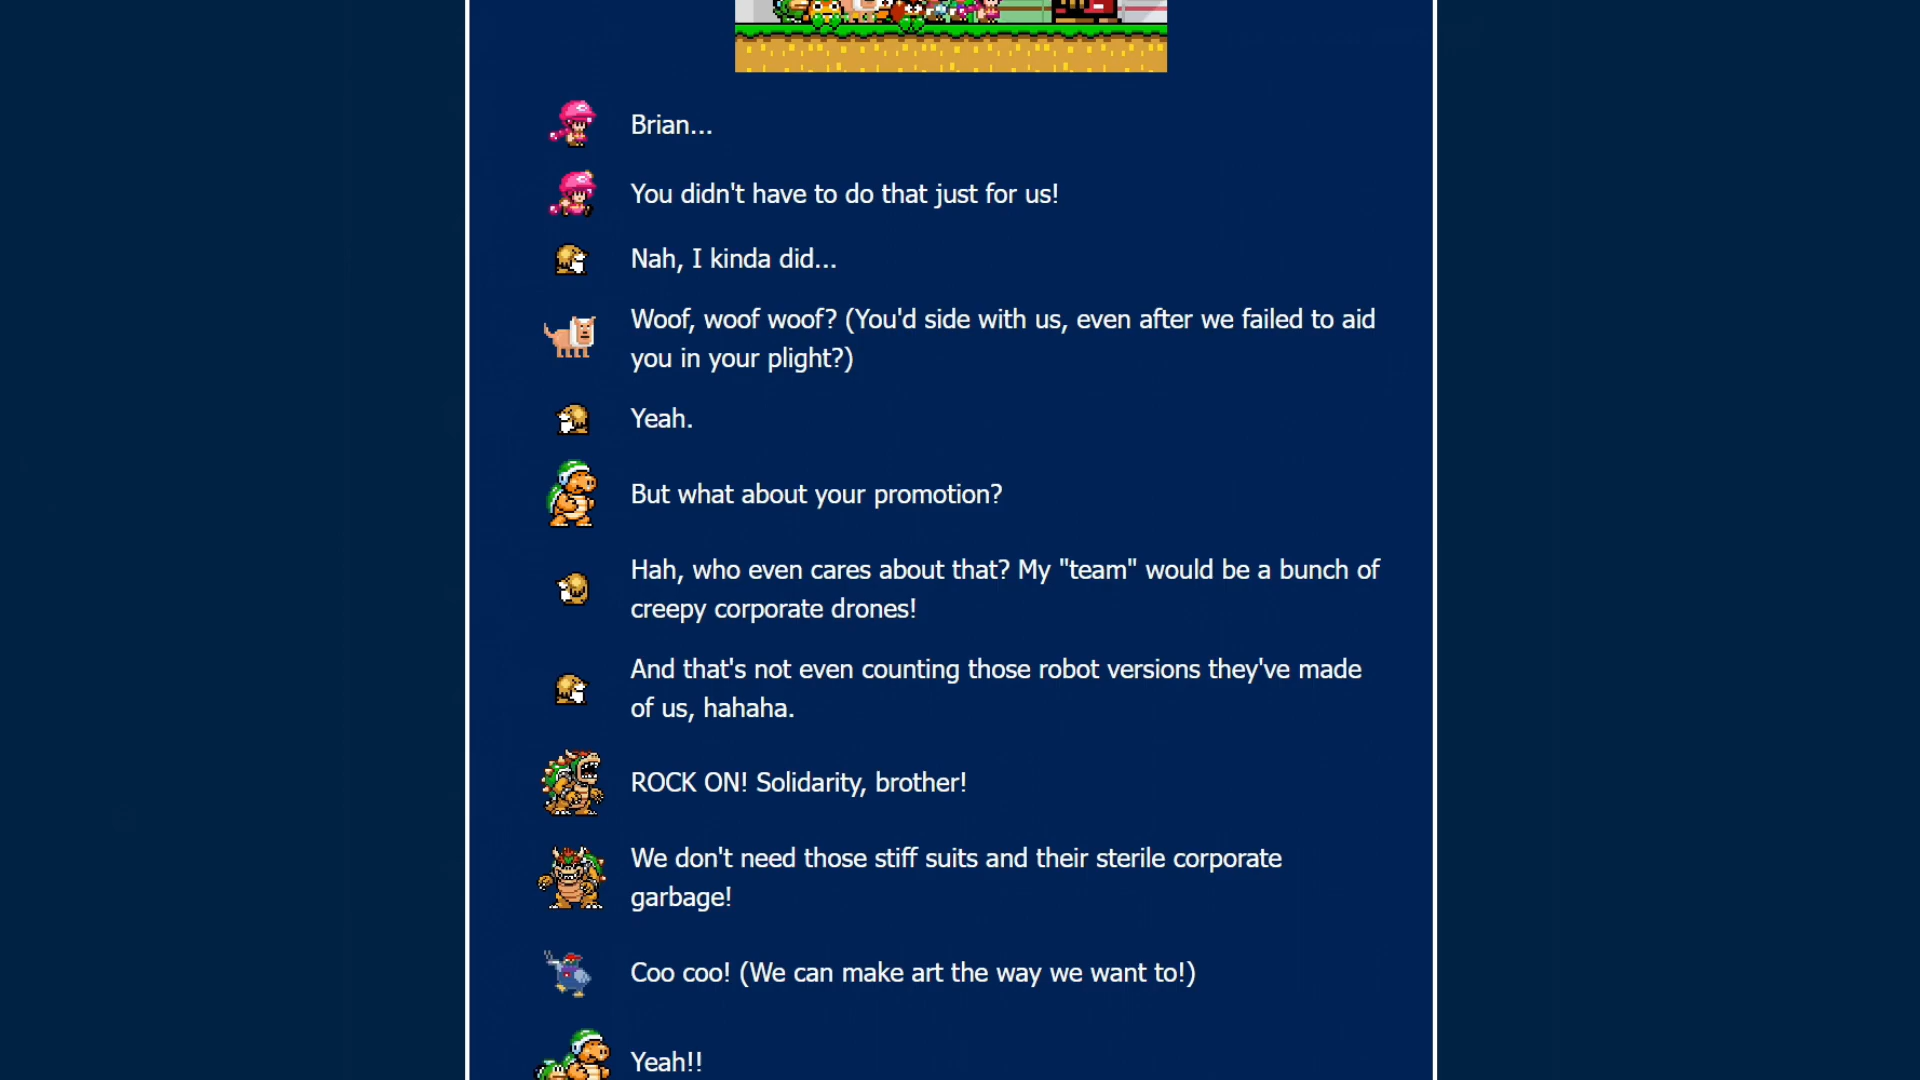 Brian...
You didn't have to do that just for us!
Nah, I kinda did...
Woof, woof woof? (You'd side with us, even after we failed to aid
you in your plight?)
Yeah.
But what about your promotion?
Hah, who even cares about that? My "team" would be a bunch of
creepy corporate drones!
And that's not even counting those robot versions they've made
of us, hahaha.
ROCK ON! Solidarity, brother!
We don't need those stiff suits and their sterile corporate
garbage!
Coo coo! (We can make art the way we want to!)
Yeah!!